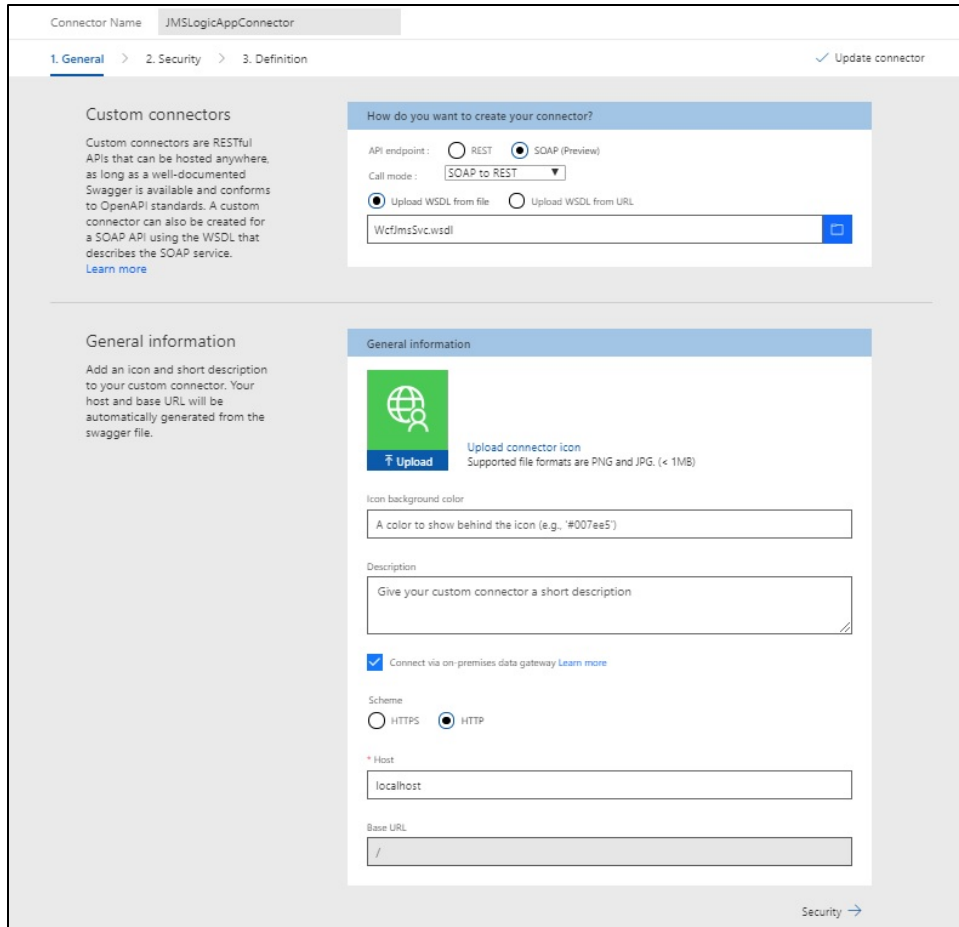 Connector Name JMSLogicAppConnector
1. General > 2. Security > 3. Definition
Update connector
Custom connectors
Custom connectors are RESTful
APIs that can be hosted anywhere,
as long as a well-documented
Swagger is available and conforms
to OpenAPI standards. A custom
connector can also be created for
a SOAP API using the WSDL that
describes the SOAP service.
Learn more
How do you want to create your connector?
API endpoint : REST SOAP (Preview)
Call mode : SOAP to REST
Upload WSDL from file Upload WSDL from URL
WcfJmsSvc.wsdl
General information
Add an icon and short description
to your custom connector. Your
host and base URL will be
automatically generated from the
swagger file.
General information
Upload
Upload connector icon
Supported file formats are PNG and JPG. (< 1MB)
Icon background color
A color to show behind the icon (e.g., '#007ee5')
Description
Give your custom connector a short description
Connect via on-premises data gateway Learn more
Scheme
HTTPS HTTP
* Host
localhost
Base URL
/
Security →